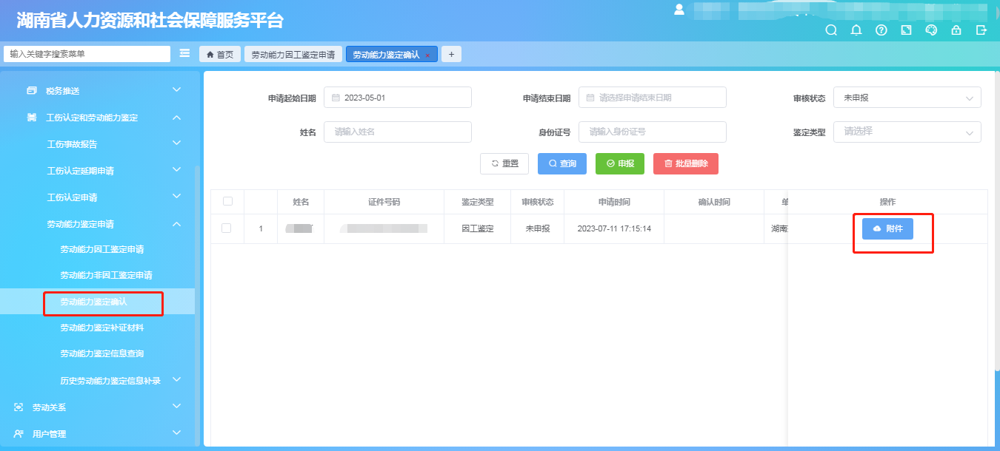 湖南省人力资源和社会保障服务平台
输入关键字搜索菜单
首页
劳动能力因工鉴定申请
劳动能力鉴定确认 ×
+
税务推送
工伤认定和劳动能力鉴定
工伤事故报告
工伤认定延期申请
工伤认定申请
劳动能力鉴定申请
劳动能力因工鉴定申请
劳动能力非因工鉴定申请
劳动能力鉴定确认
劳动能力鉴定补证材料
劳动能力鉴定信息查询
历史劳动能力鉴定信息补录
劳动关系
用户管理
申请起始日期 2023-05-01 申请结束日期 请选择申请结束日期 审核状态 未申报
姓名 请输入姓名 身份证号 请输入身份证号 鉴定类型 请选择
重置 查询 申报 批量删除
姓名 证件号码 鉴定类型 审核状态 申请时间 确认时间 单 操作
1 因工鉴定 未申报 2023-07-11 17:15:14 湖南 附件